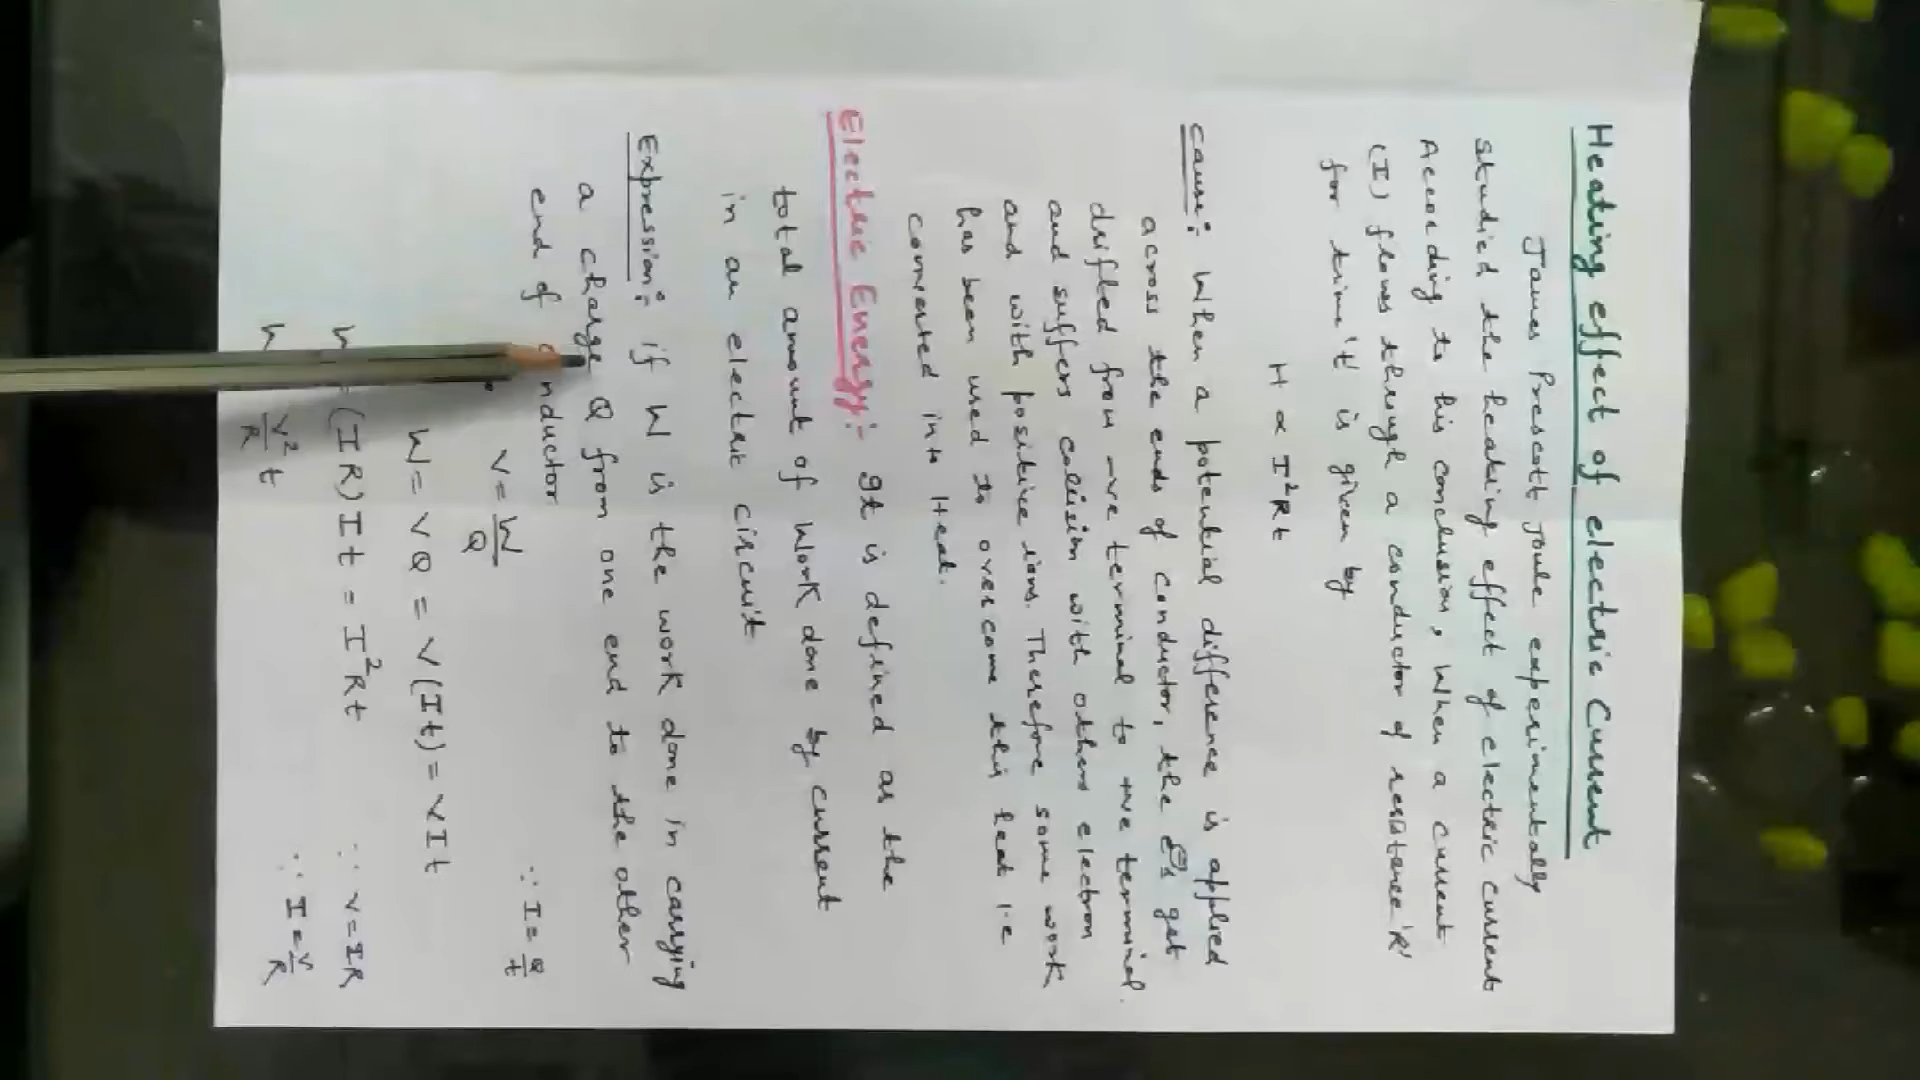 Heating effect of electric Current
James Prescott Joule experimentally
studied the heating effect of electric current
According to his conclusion, when a current
(I) flows through a conductor of resistance 'R'
for time 't' is given by
H ∝ I²Rt
Cause: When a potential difference is applied
across the ends of conductor, the get
drifted from -ve terminal to +ve terminal.
and suffers collision with others electron
and with positive ions. Therefore some work
has been used to overcome this heat i.e
converted into Heat.
Electric Energy:- It is defined as the
total amount of work done by current
in an electric circuit
Expression: if W is the work done in carrying
a charge Q from one end to the other
end of conductor
V = W/Q ∵ I = Q/t
W = VQ = V(It) = VIt
W = (IR)It = I²Rt ∵ V = IR
W V²/R t ∵ I = V/R